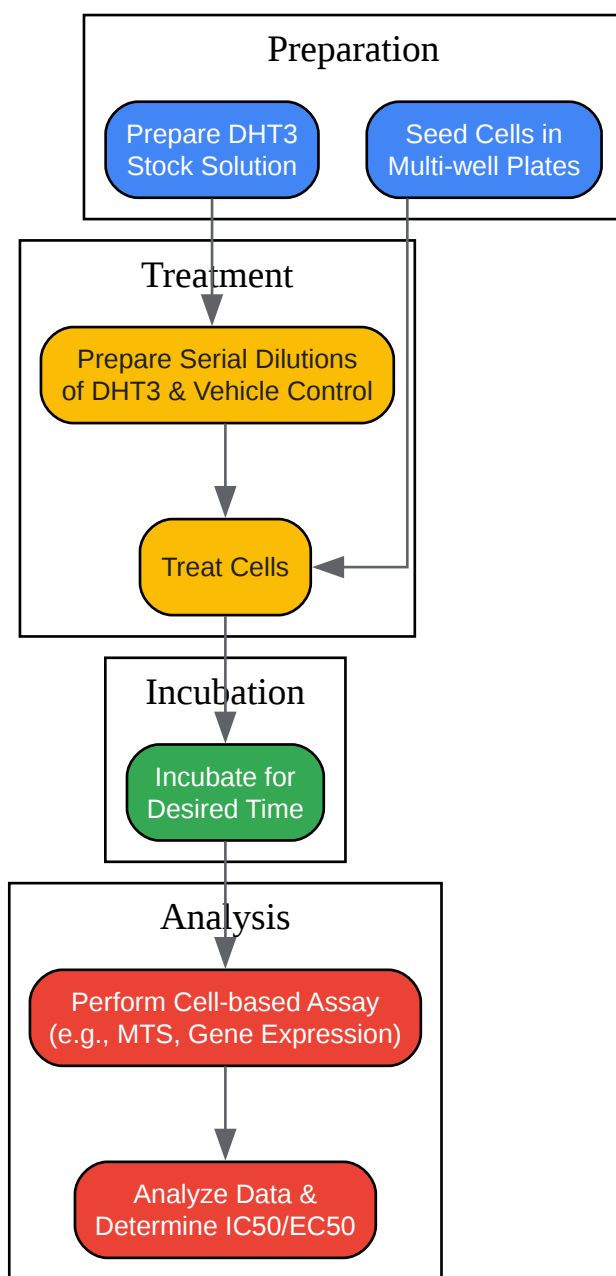 Preparation
Prepare DHT3
Stock Solution
Seed Cells in
Multi-well Plates
Treatment
Prepare Serial Dilutions
of DHT3 & Vehicle Control
Treat Cells
Incubation
Incubate for
Desired Time
Analysis
Perform Cell-based Assay
(e.g., MTS, Gene Expression)
Analyze Data &
Determine IC50/EC50